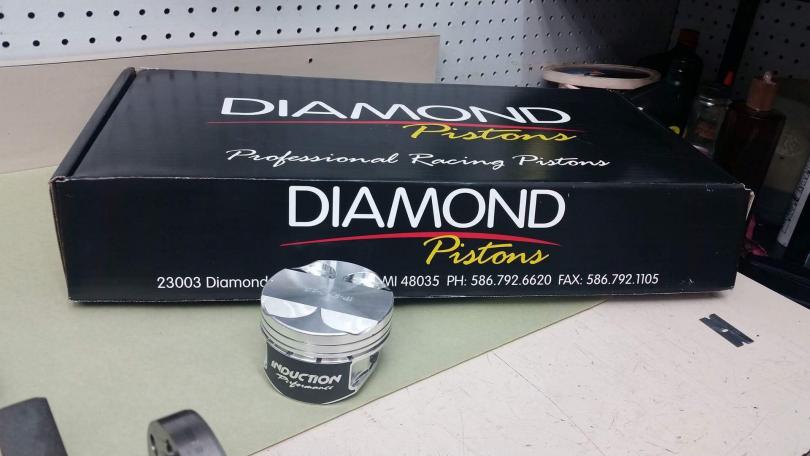 DIAMOND
Pistons
Professional Racing Pistons
DIAMOND
Pistons
23003 Diamond MI 48035 PH: 586.792.6620 FAX: 586.792.1105
INDUCTION
Performance